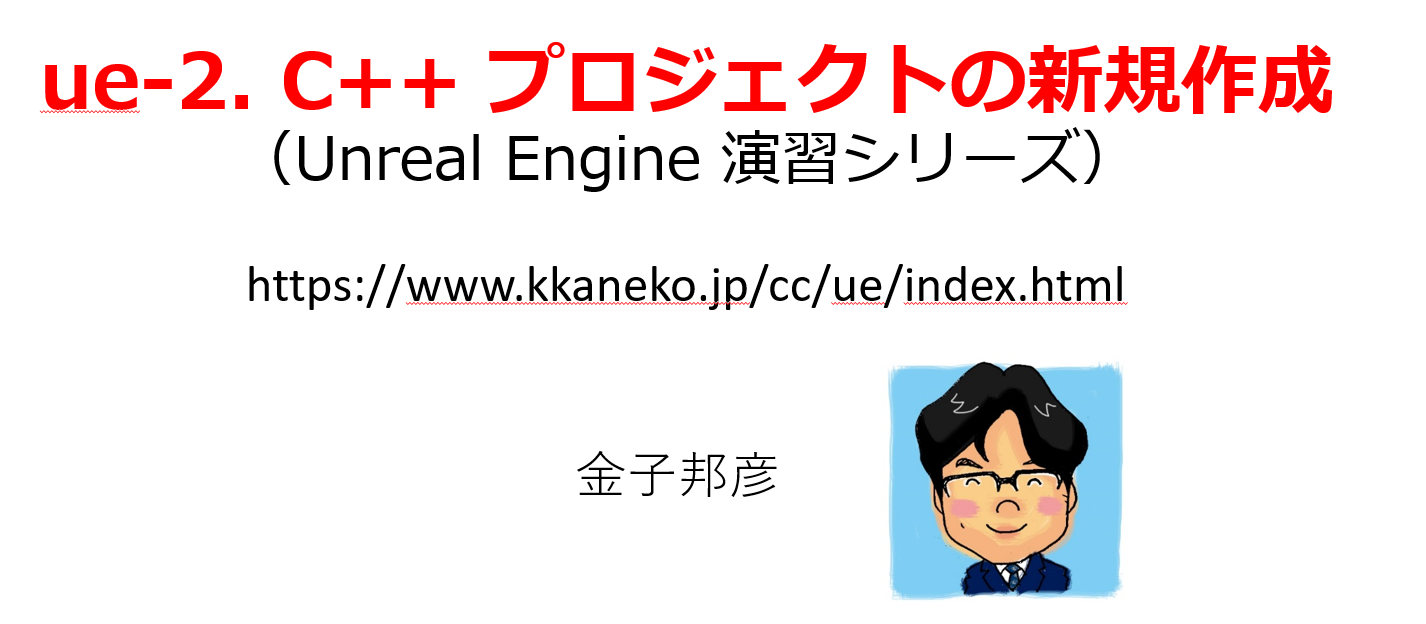 ue-2. C++ プロジェクトの新規作成
（Unreal Engine 演習シリーズ）
https://www.kkaneko.jp/cc/ue/index.html
金子邦彦